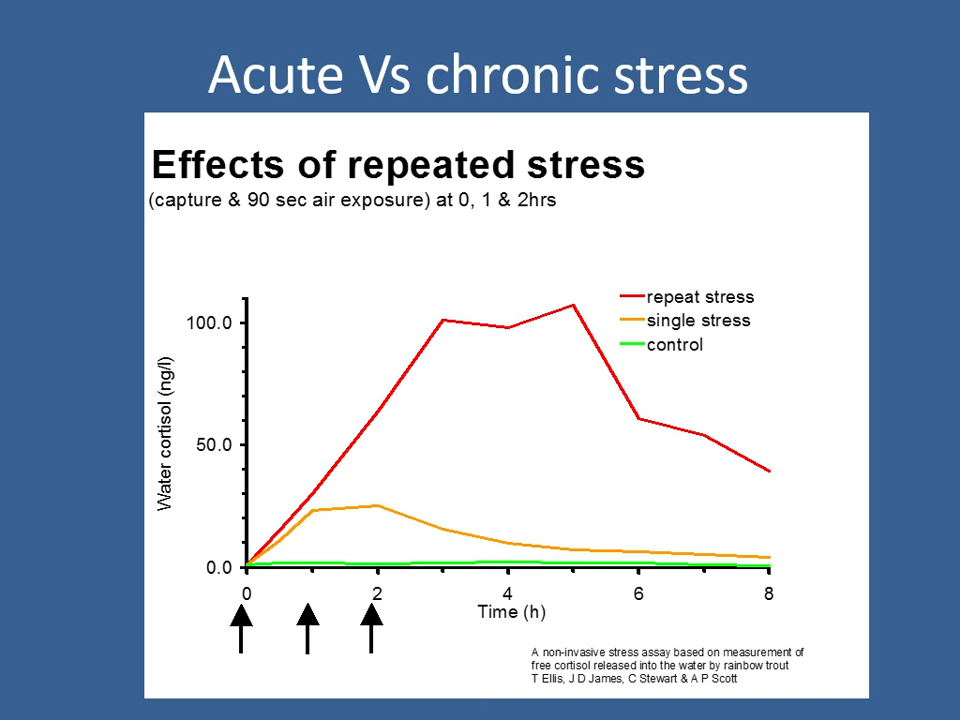 Acute Vs chronic stress
Effects of repeated stress
(capture & 90 sec air exposure) at 0, 1 & 2hrs
repeat stress
single stress
control
100.0
50.0
0.0
Water cortisol (ng/l)
0
2
4
6
8
Time (h)
A non-invasive stress assay based on measurement of
free cortisol released into the water by rainbow trout
T Ellis, J D James, C Stewart & A P Scott